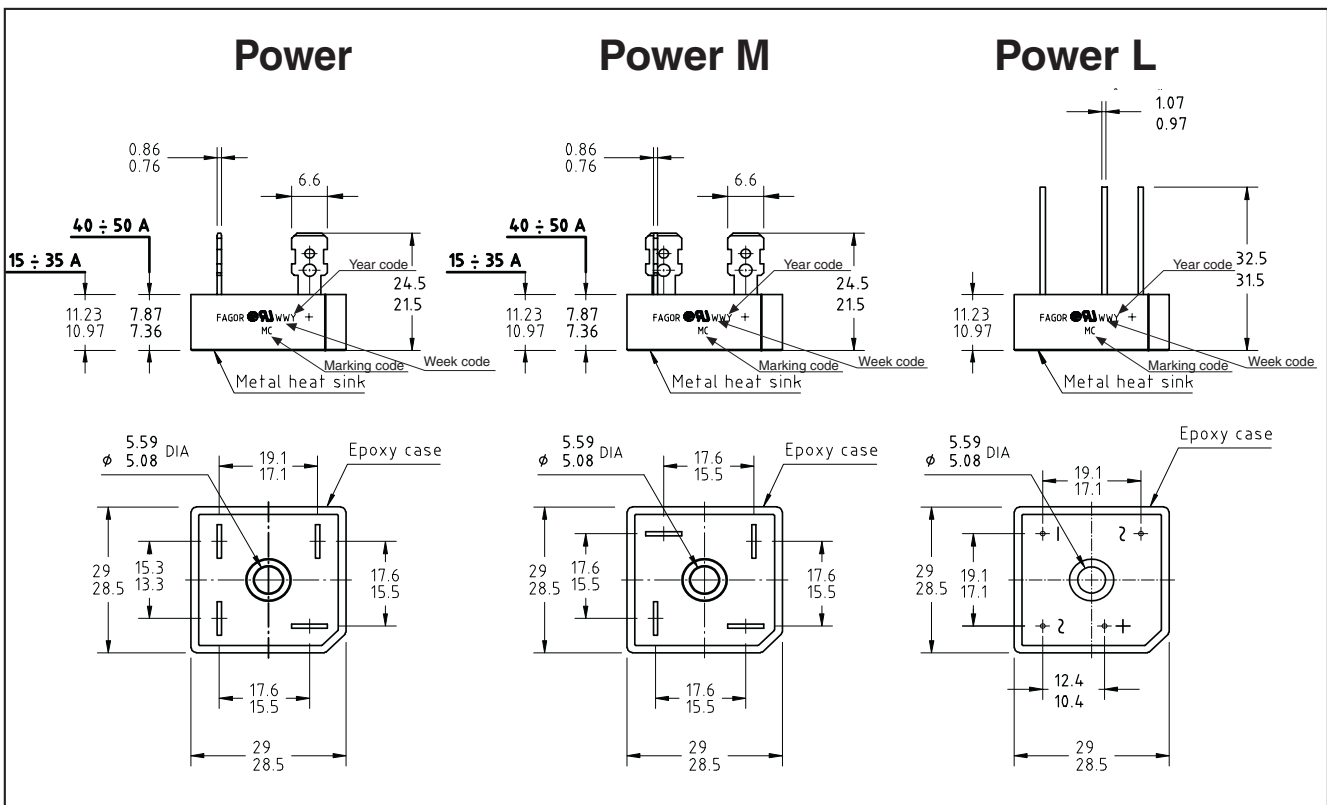 Power
0.86
0.76
6.6
40 ÷ 50 A
15 ÷ 35 A
11.23
10.97
7.87
7.36
FAGOR RU WWY +
MC
Year code
24.5
21.5
Week code
Marking code
Metal heat sink
ϕ 5.59
5.08 DIA
19.1
17.1
Epoxy case
29
28.5
15.3
13.3
17.6
15.5
17.6
15.5
29
28.5
Power M
0.86
0.76
6.6
40 ÷ 50 A
15 ÷ 35 A
11.23
10.97
7.87
7.36
FAGOR RU WWY +
MC
Year code
24.5
21.5
Week code
Marking code
Metal heat sink
ϕ 5.59
5.08 DIA
17.6
15.5
Epoxy case
29
28.5
17.6
15.5
17.6
15.5
17.6
15.5
29
28.5
Power L
1.07
0.97
11.23
10.97
FAGOR RU WWY +
MC
Year code
32.5
31.5
Week code
Marking code
Metal heat sink
ϕ 5.59
5.08 DIA
19.1
17.1
Epoxy case
29
28.5
19.1
17.1
+
12.4
10.4
29
28.5